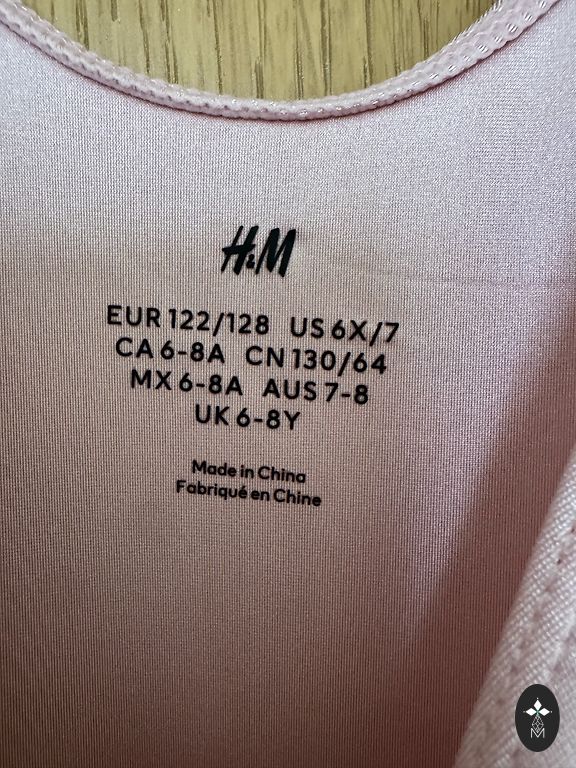 H&M
EUR 122/128 US 6X/7
CA 6-8A CN 130/64
MX 6-8A AUS 7-8
UK 6-8Y
Made in China
Fabriqué en Chine
M